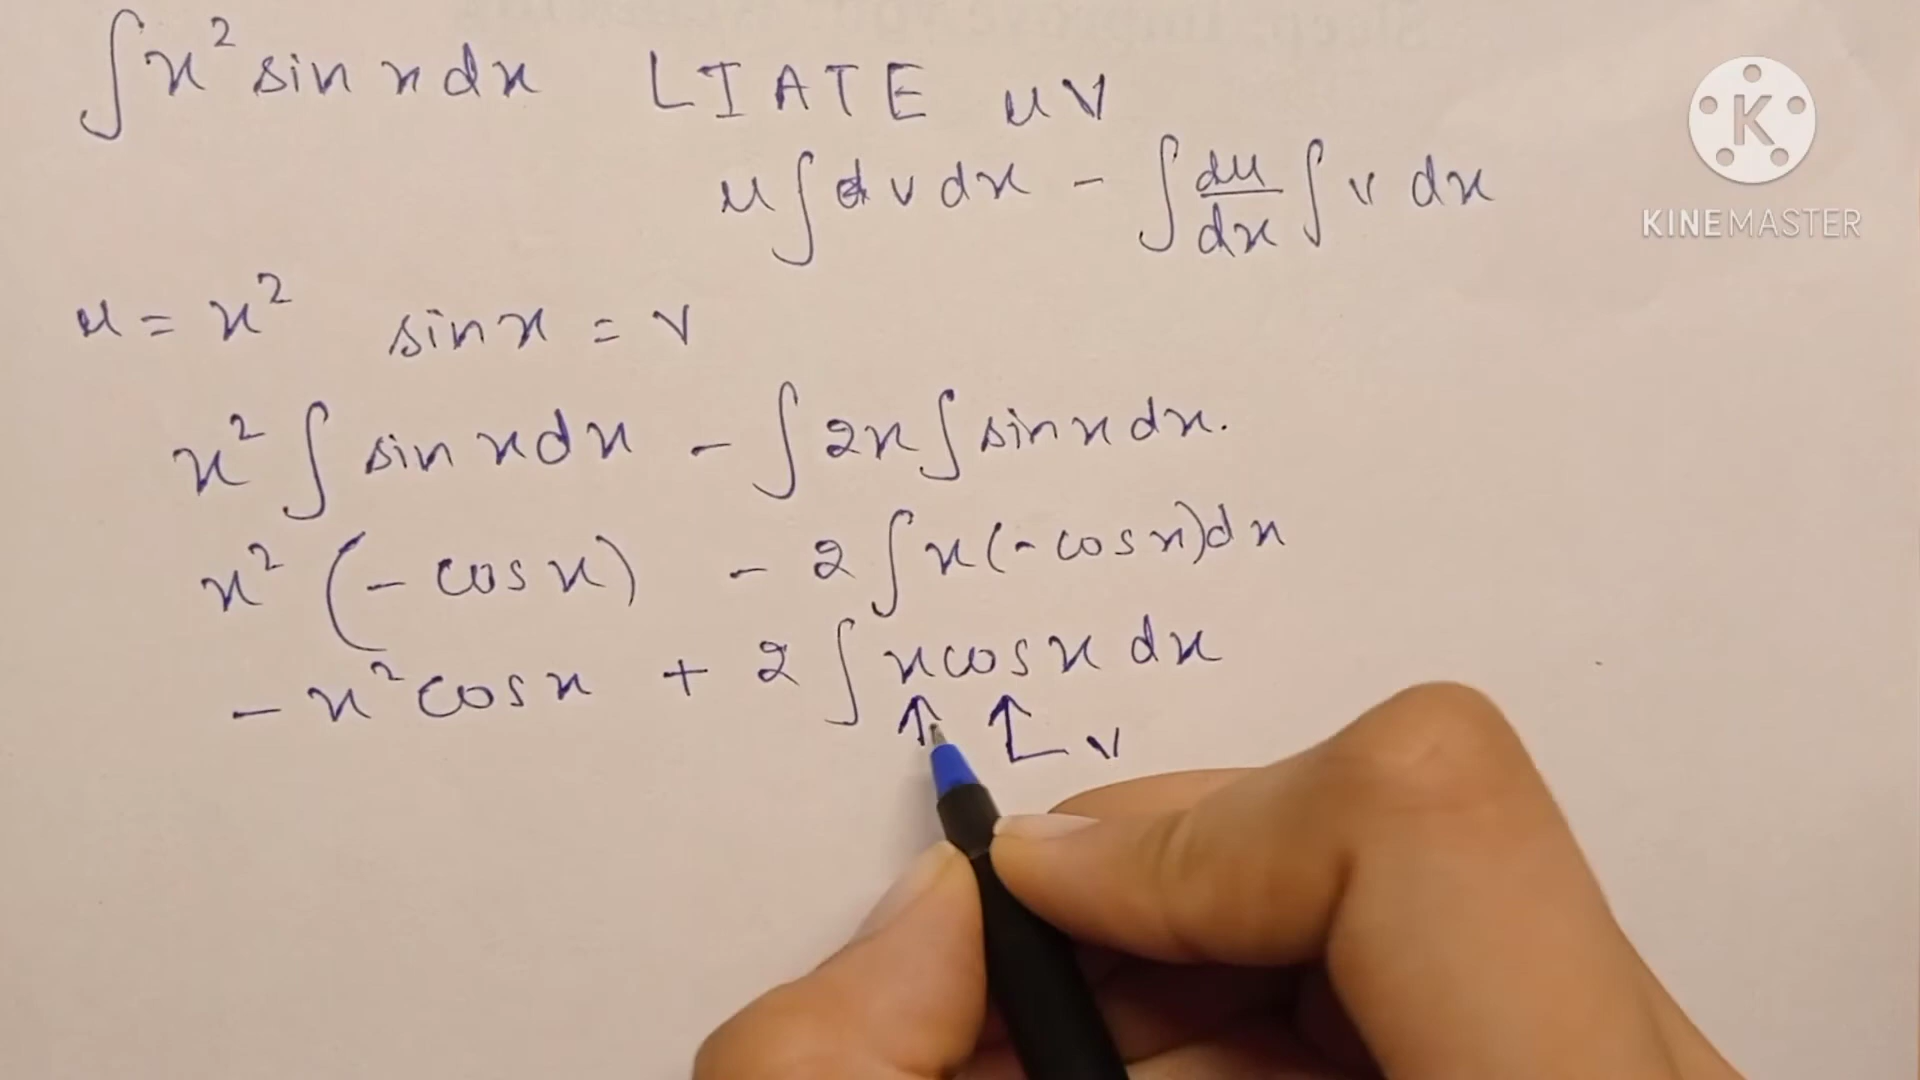 ∫x² sin x dx LIATE uv
K
KINEMASTER
u∫ v dx - ∫ du/dx ∫ v dx
u = x² sin x = v
x² ∫ sin x dx - ∫ 2x ∫ sin x dx.
x² (- cos x) - 2 ∫ x (- cos x) dx
- x² cos x + 2 ∫ x cos x dx
v